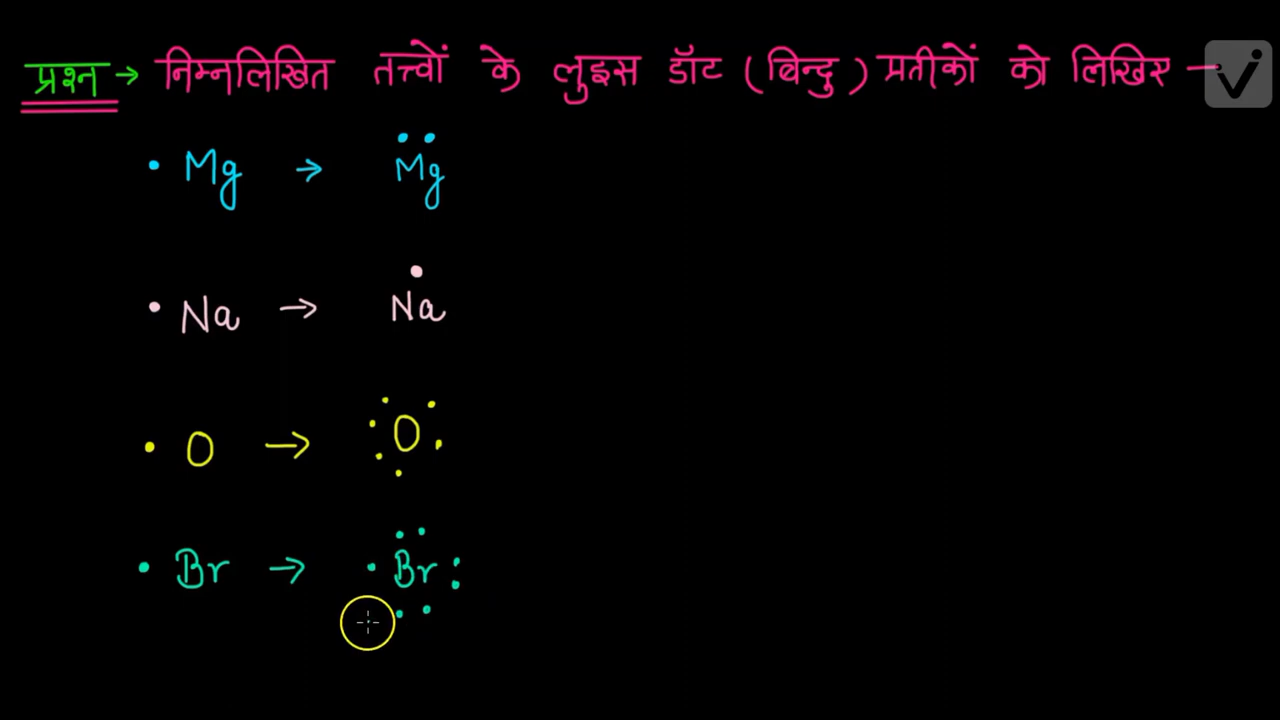 प्रश्न → निम्नलिखित तत्त्वों के लुइस डॉट (बिन्दु) प्रतीकों को लिखिए –
• Mg → Mg
• Na → Na
• O → O
• Br → Br